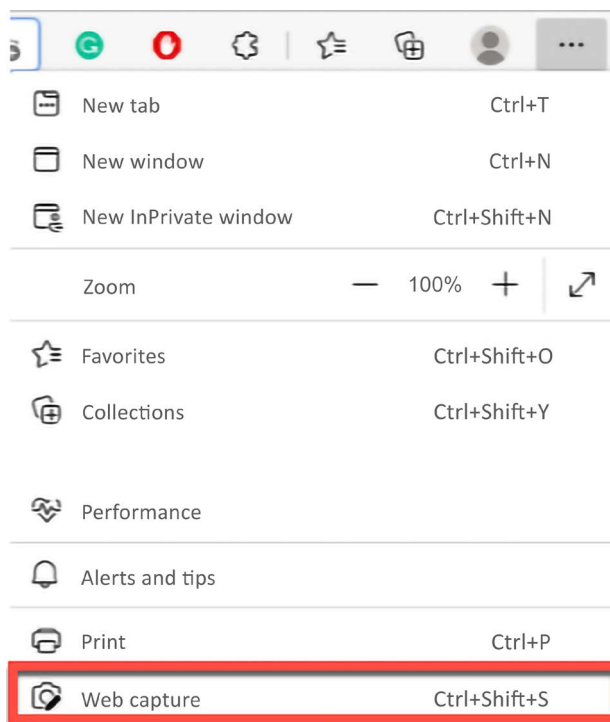 New tab Ctrl+T
New window Ctrl+N
New InPrivate window Ctrl+Shift+N
Zoom — 100% +
Favorites Ctrl+Shift+O
Collections Ctrl+Shift+Y
Performance
Alerts and tips
Print Ctrl+P
Web capture Ctrl+Shift+S